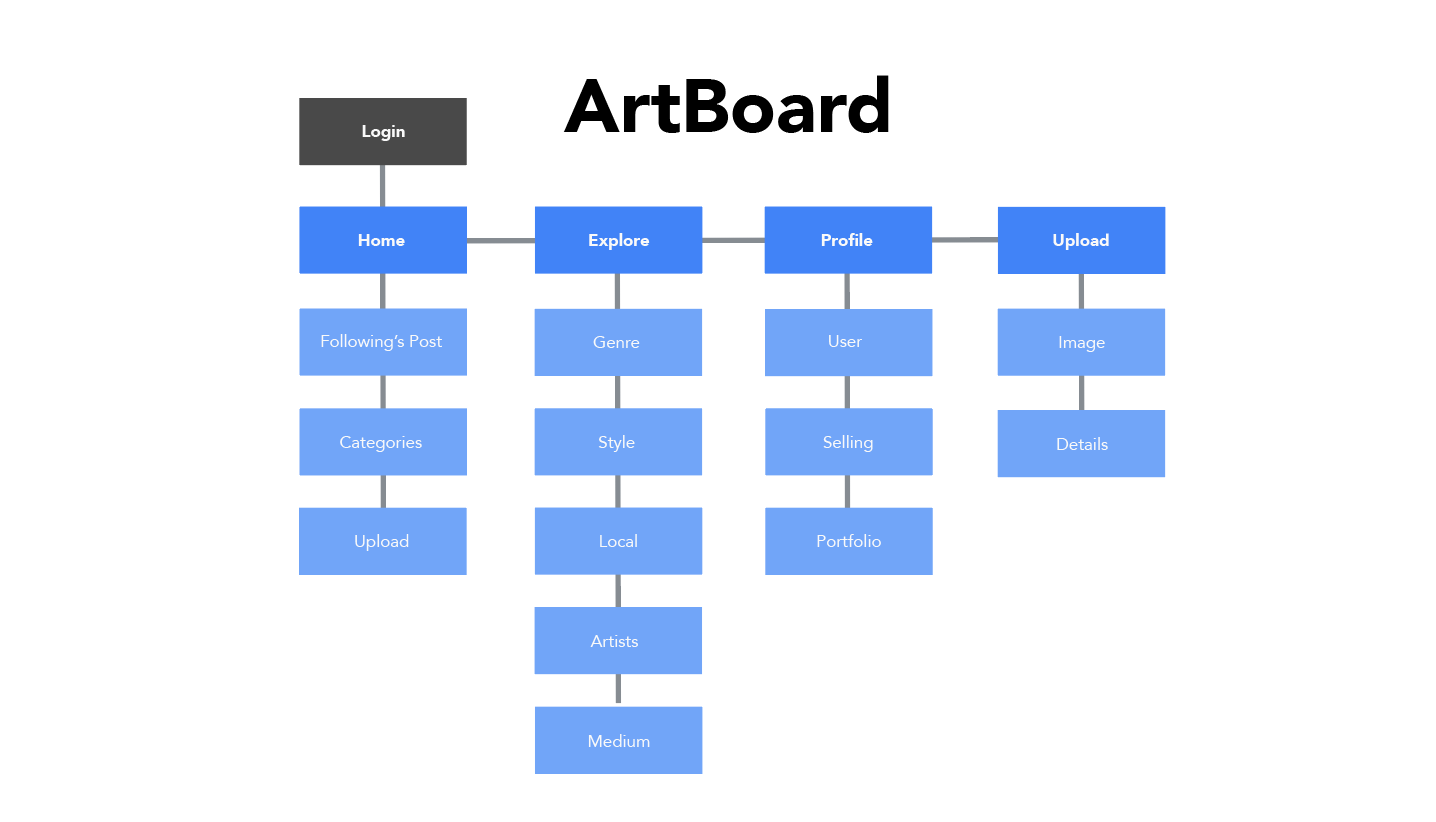 ArtBoard
Login
Home
Explore
Profile
Upload
Following’s Post
Genre
User
Image
Categories
Style
Selling
Details
Upload
Local
Portfolio
Artists
Medium